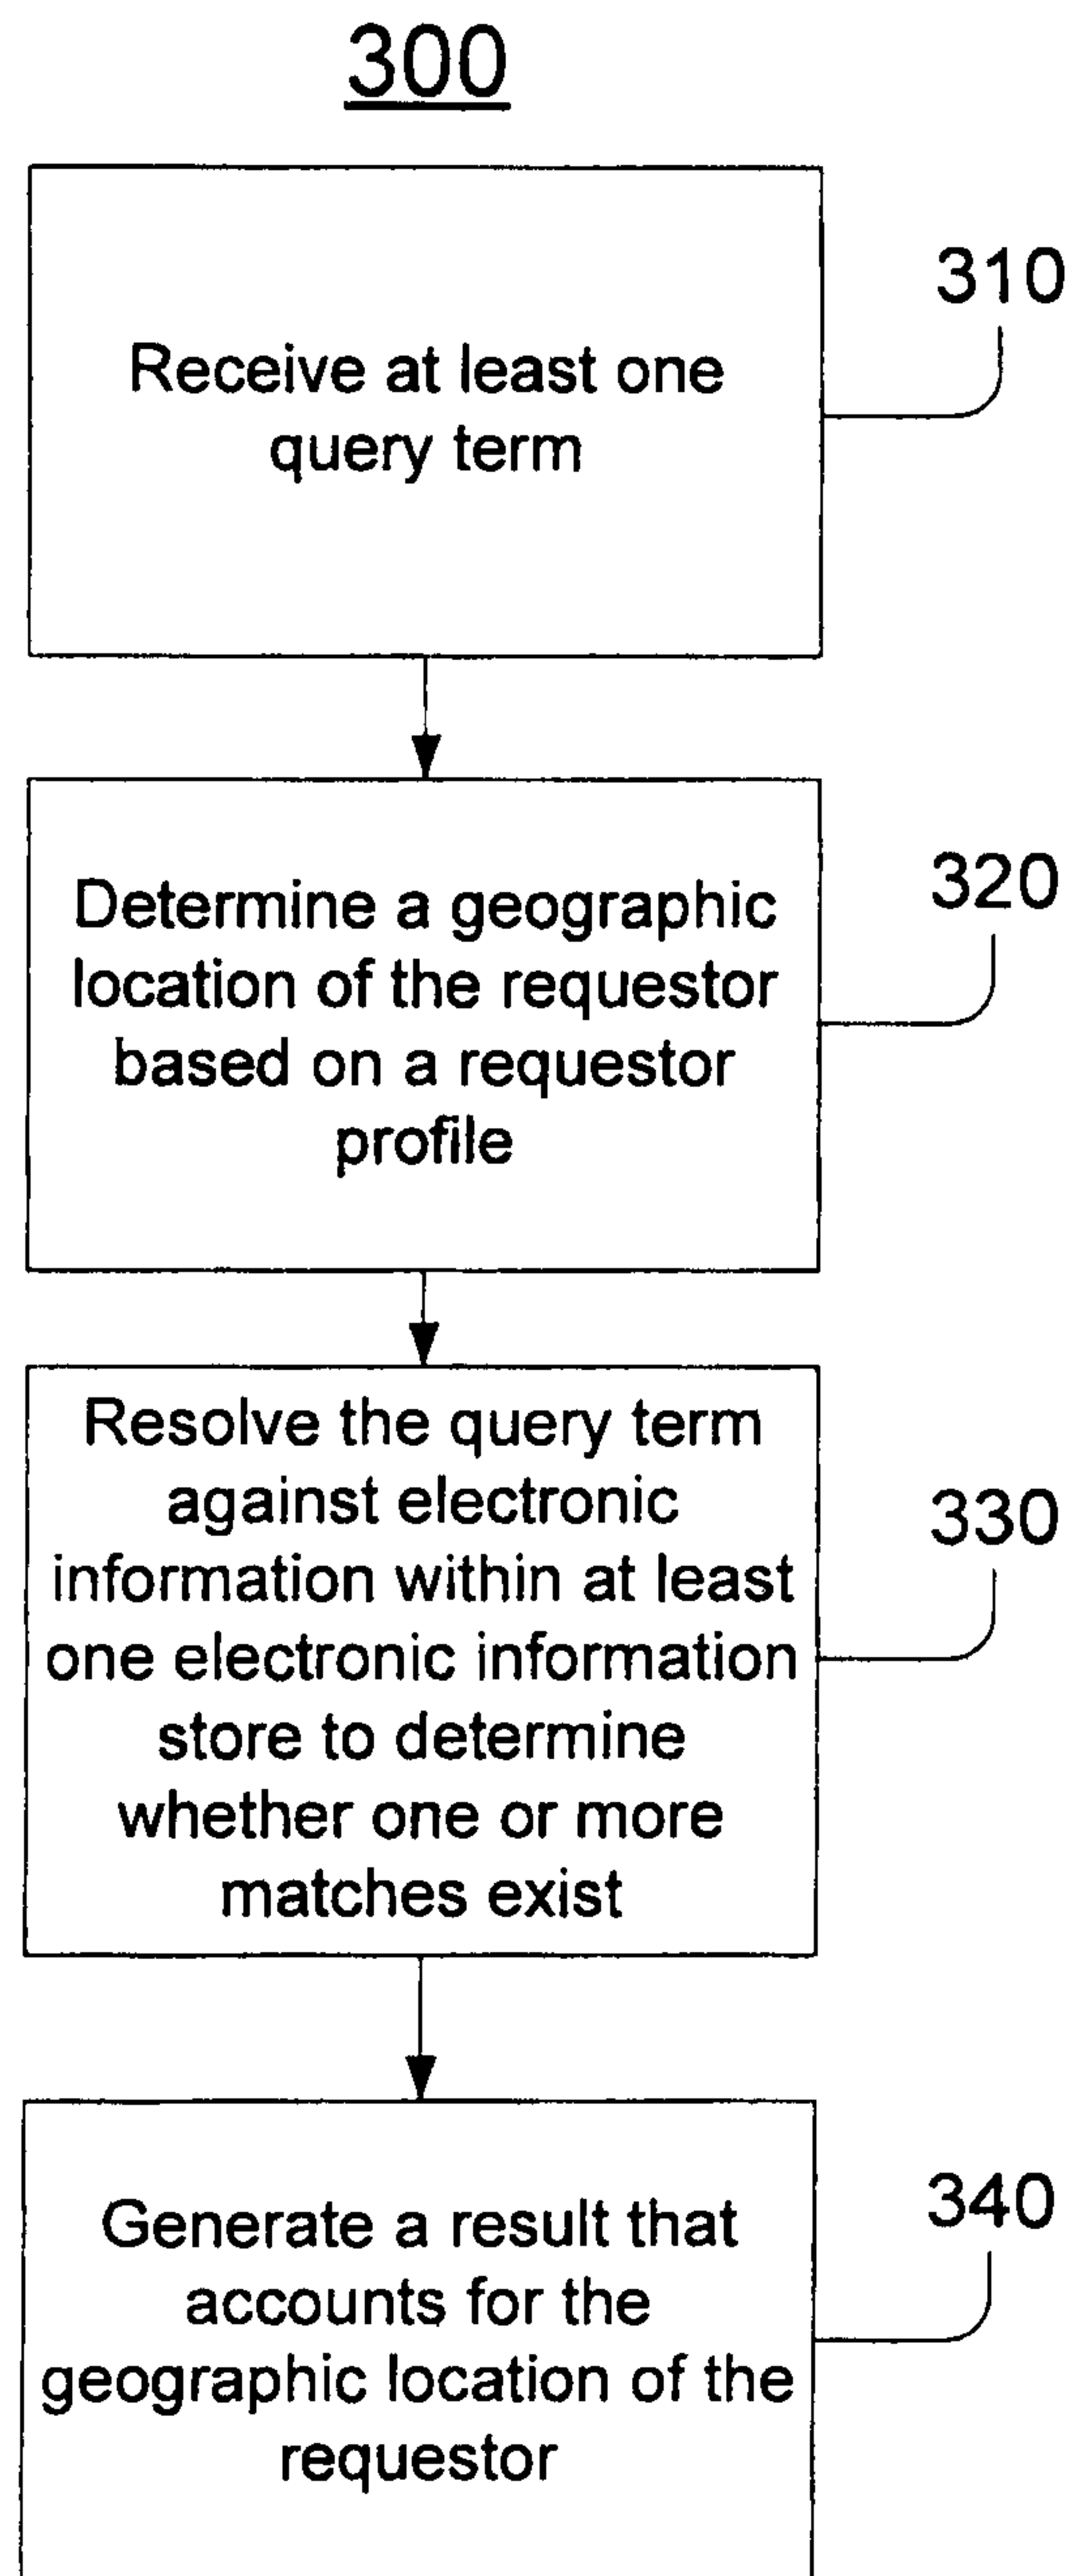 300
310
Receive at least one
query term
320
Determine a geographic
location of the requestor
based on a requestor
profile
330
Resolve the query term
against electronic
information within at least
one electronic information
store to determine
whether one or more
matches exist
340
Generate a result that
accounts for the
geographic location of the
requestor